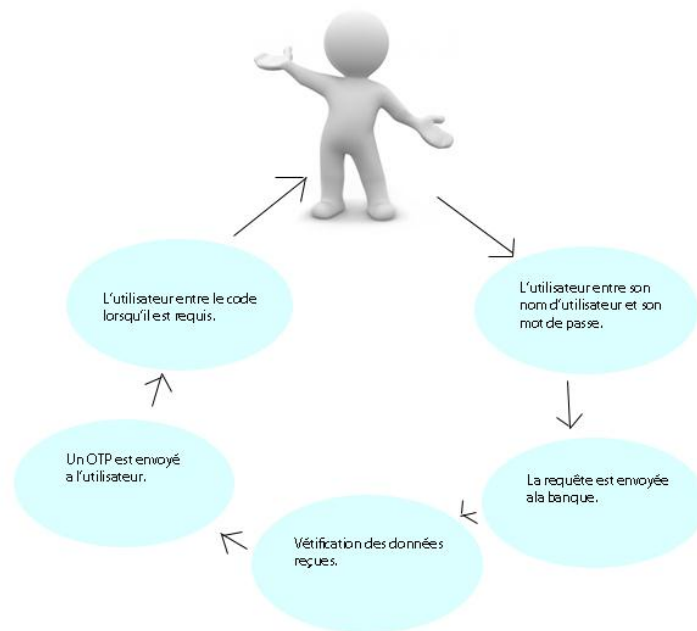 L'utilisateur entre son
nom d'utilisateur et son
mot de passe.
La requête est envoyée
ala banque.
Vétification des données
reçues.
Un OTP est envoyé
a l'utilisateur.
L'utilisateur entre le code
lorsqu'il est requis.